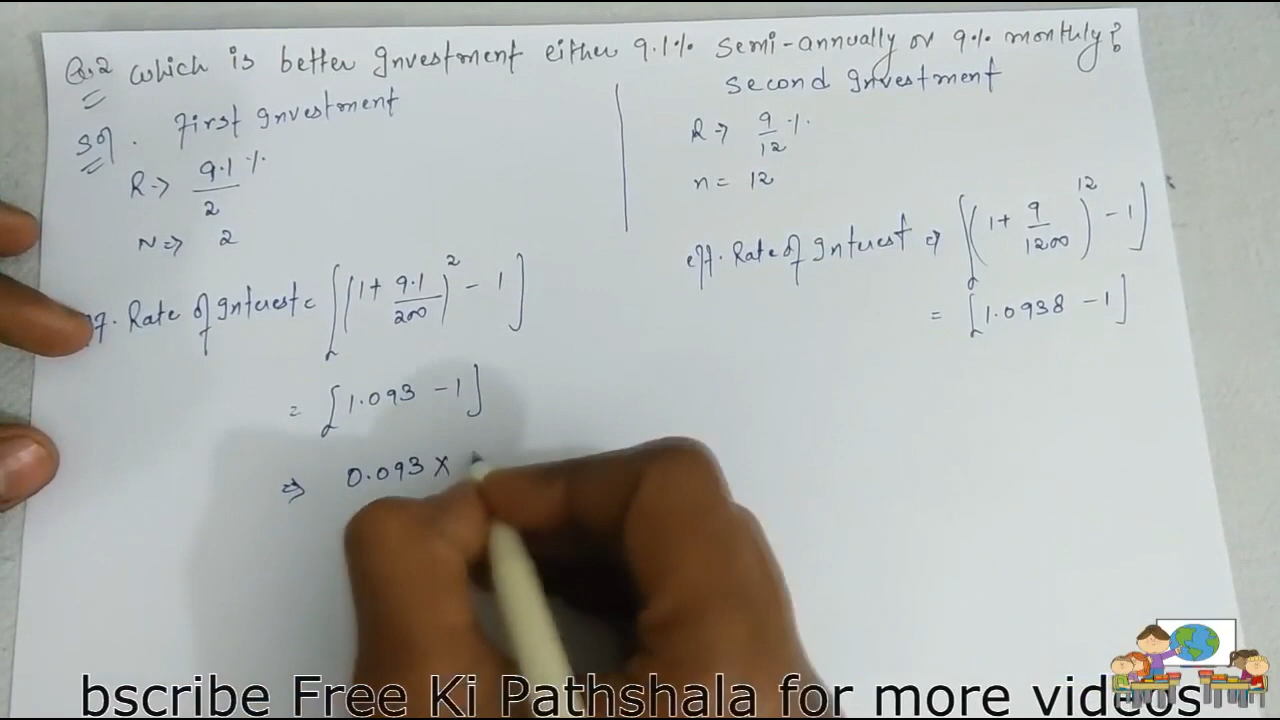 Q.2 Which is better Investment either 9.1% semi-annually or 9% monthly?
Sol. First Investment
R → 9.1/2 %
N ⇒ 2
eff. Rate of Interest = [(1 + 9.1/200)^2 - 1]
= [1.093 - 1]
⇒ 0.093 ×
Second Investment
R → 9/12 %
n = 12
eff. Rate of Interest ⇒ [(1 + 9/1200)^12 - 1]
= [1.0938 - 1]
bscribe Free Ki Pathshala for more videos